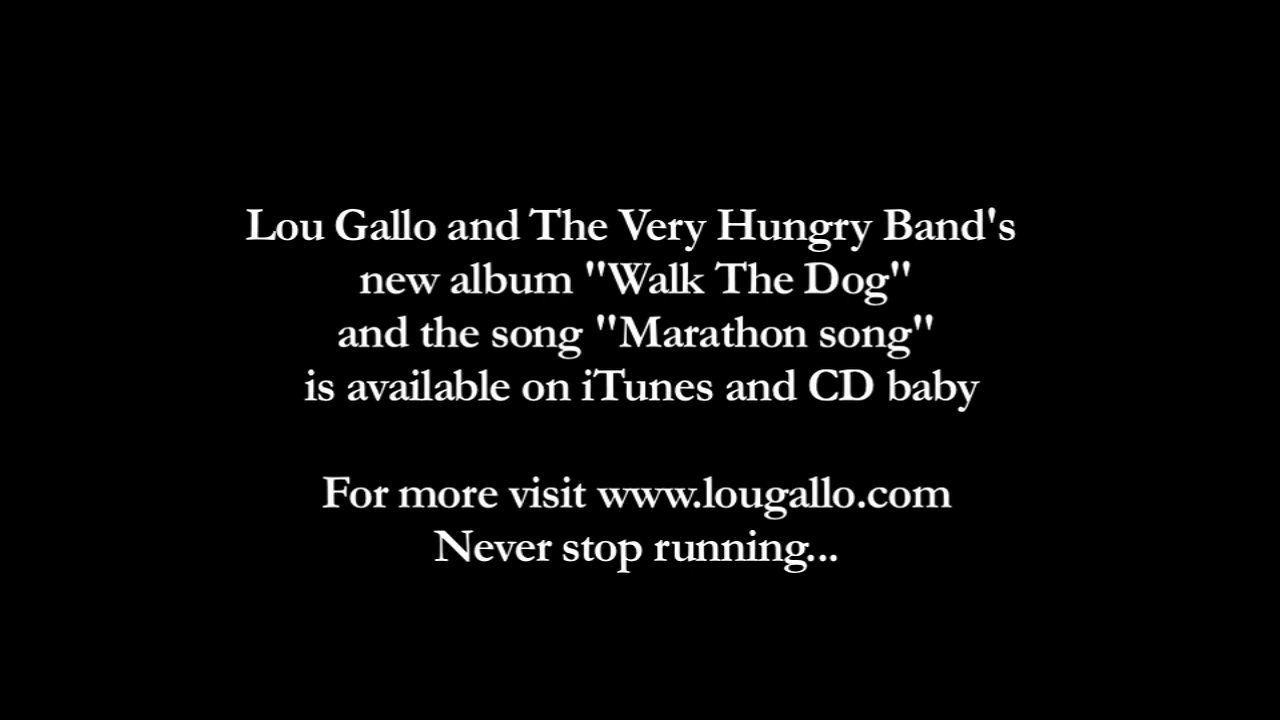 Lou Gallo and The Very Hungry Band's
new album "Walk The Dog"
and the song "Marathon song"
is available on iTunes and CD baby
For more visit www.lougallo.com
Never stop running...